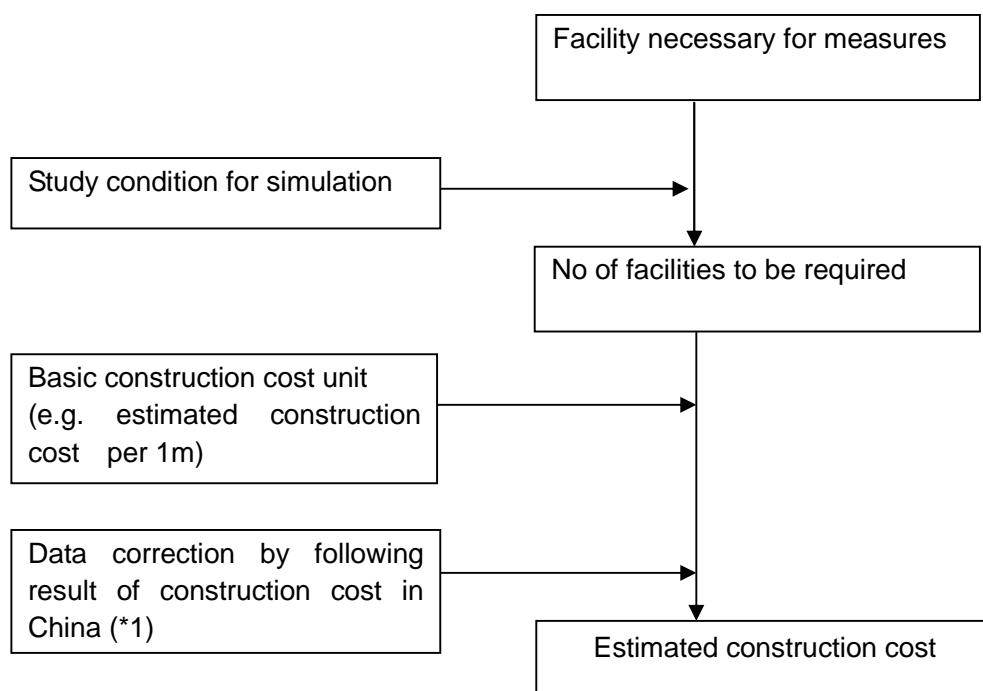 Facility necessary for measures
Study condition for simulation
No of facilities to be required
Basic construction cost unit
(e.g. estimated construction
cost per 1m)
Data correction by following
result of construction cost in
China (*1)
Estimated construction cost